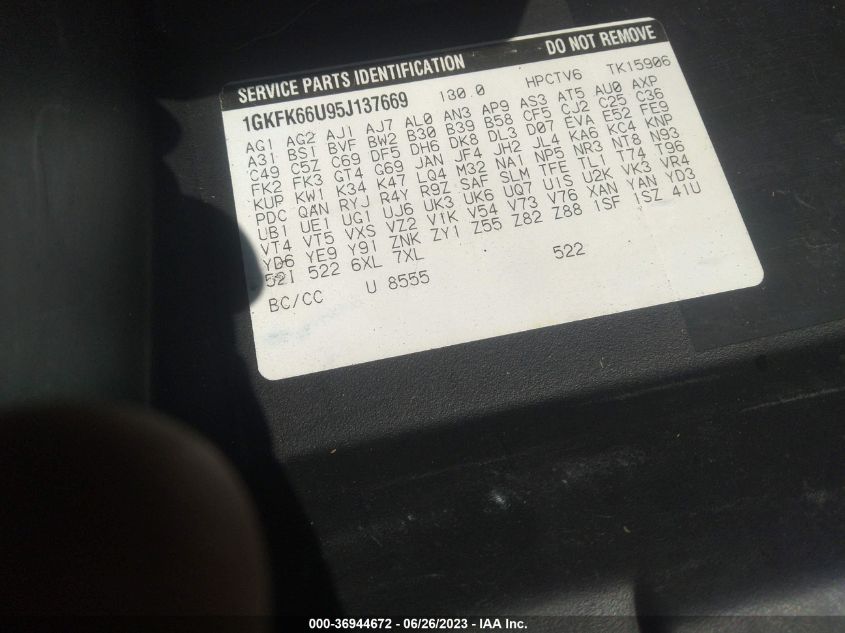 SERVICE PARTS IDENTIFICATION DO NOT REMOVE
1GKFK66U95J137669 130.0 HPCTV6 TK15906
AG1 AG2 AJ1 AJ7 AL0 AN3 AP9 AS3 AT5 AU0 AXP
A31 BS1 BVF BW2 B30 B39 B58 CF5 CJ2 C25 C36
C49 C5Z C69 DF5 DH6 DK8 DL3 D07 EVA E52 FE9
FK2 FK3 GT4 G69 JAN JF4 JH2 JL4 KA6 KC4 KNP
KUP KW1 K34 K47 LQ4 M32 NA1 NP5 NR3 NT8 N93
PDC QAN RYJ R4Y R9Z SAF SLM TFE TL1 T74 T96
UB1 UE1 UG1 UJ6 UK3 UK6 UQ7 U1S U2K VK3 VR4
VT4 VT5 VXS VZ2 V1K V54 V73 V76 XAN YAN YD3
YD6 YE9 Y91 ZNK ZY1 Z55 Z82 Z88 1SF 1SZ 41U
52I 522 6XL 7XL 522
BC/CC U 8555
000-36944672 - 06/26/2023 - IAA Inc.